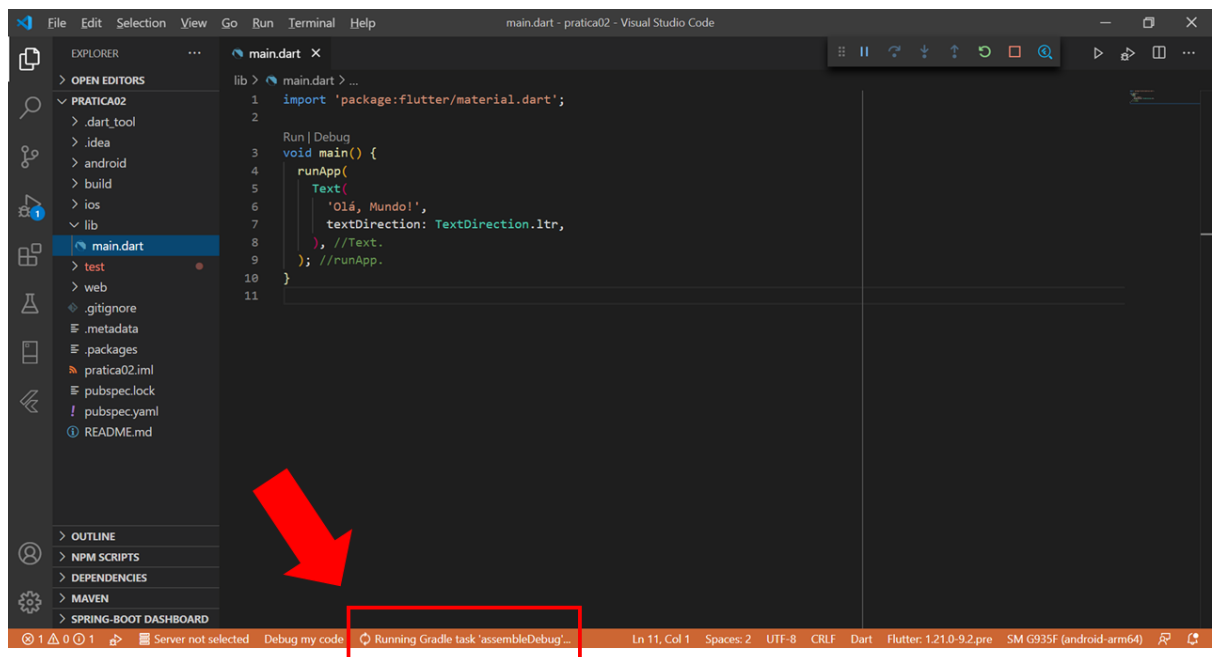 File Edit Selection View Go Run Terminal Help
main.dart - pratica02 - Visual Studio Code
EXPLORER ...
> OPEN EDITORS
PRATICA02
> .dart_tool
> .idea
> android
> build
> ios
lib
main.dart
> test
> web
.gitignore
.metadata
.packages
pratica02.iml
pubspec.lock
! pubspec.yaml
README.md
> OUTLINE
> NPM SCRIPTS
> DEPENDENCIES
> MAVEN
> SPRING-BOOT DASHBOARD
1
main.dart
lib > main.dart > ...
1 import 'package:flutter/material.dart';
2
Run | Debug
3 void main() {
4 runApp(
5 Text(
6 'Olá, Mundo!',
7 textDirection: TextDirection.ltr,
8 ), //Text.
9 ); //runApp.
10 }
11
1 0 1 Server not selected Debug my code Running Gradle task 'assembleDebug'... Ln 11, Col 1 Spaces: 2 UTF-8 CRLF Dart Flutter: 1.21.0-9.2.pre SM G935F (android-arm64)